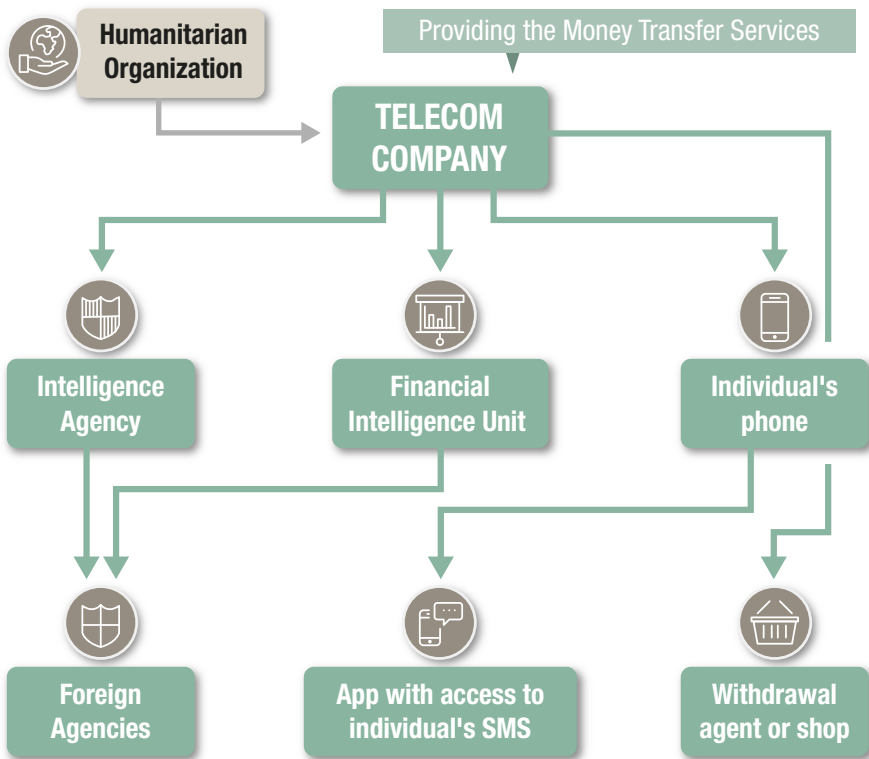 Humanitarian
Organization
Providing the Money Transfer Services
TELECOM
COMPANY
Intelligence
Agency
Financial
Intelligence Unit
Individual's
phone
Foreign
Agencies
App with access to
individual's SMS
Withdrawal
agent or shop